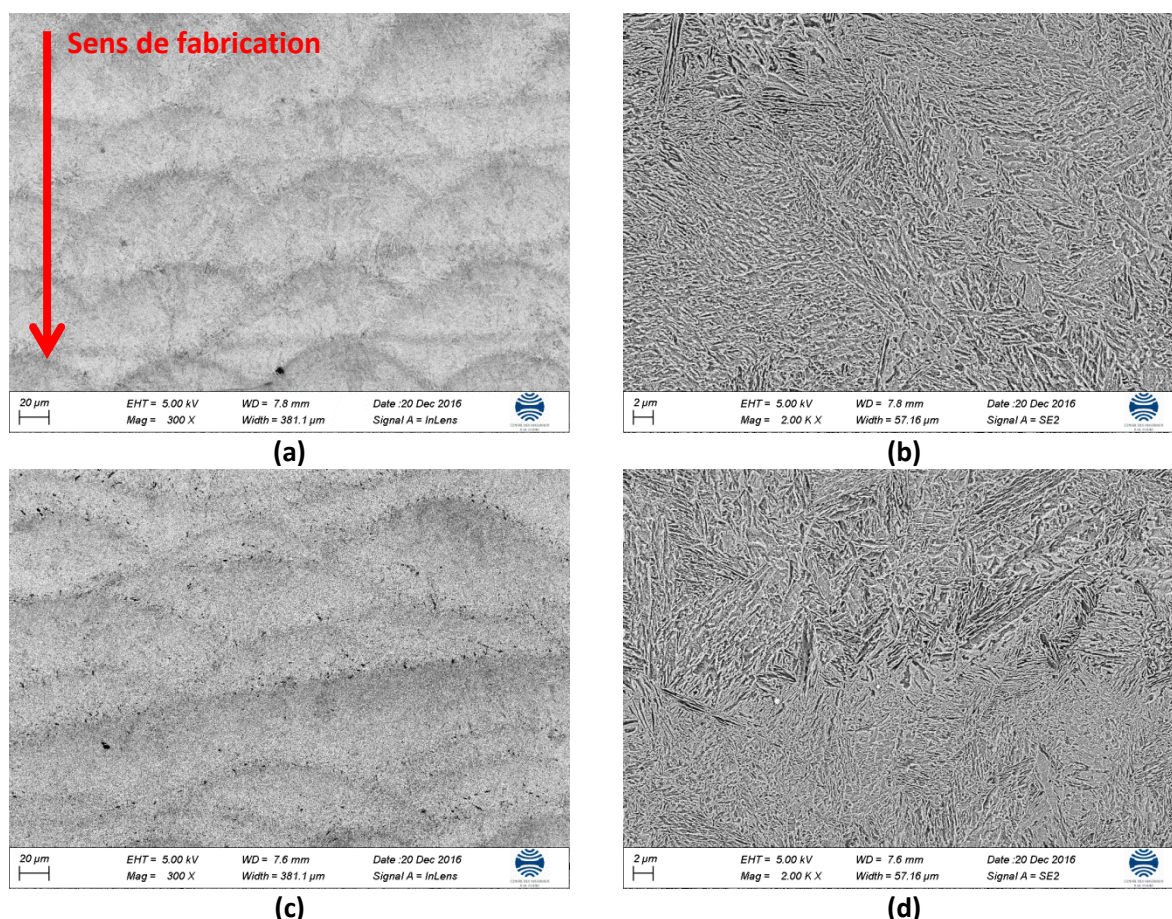 Sens de fabrication
20 µm EHT = 5.00 kV WD = 7.8 mm Date :20 Dec 2016
Mag = 300 X Width = 381.1 µm Signal A = InLens
(a)
2 µm EHT = 5.00 kV WD = 7.8 mm Date :20 Dec 2016
Mag = 2.00 K X Width = 57.16 µm Signal A = SE2
(b)
20 µm EHT = 5.00 kV WD = 7.6 mm Date :20 Dec 2016
Mag = 300 X Width = 381.1 µm Signal A = InLens
(c)
2 µm EHT = 5.00 kV WD = 7.6 mm Date :20 Dec 2016
Mag = 2.00 K X Width = 57.16 µm Signal A = SE2
(d)